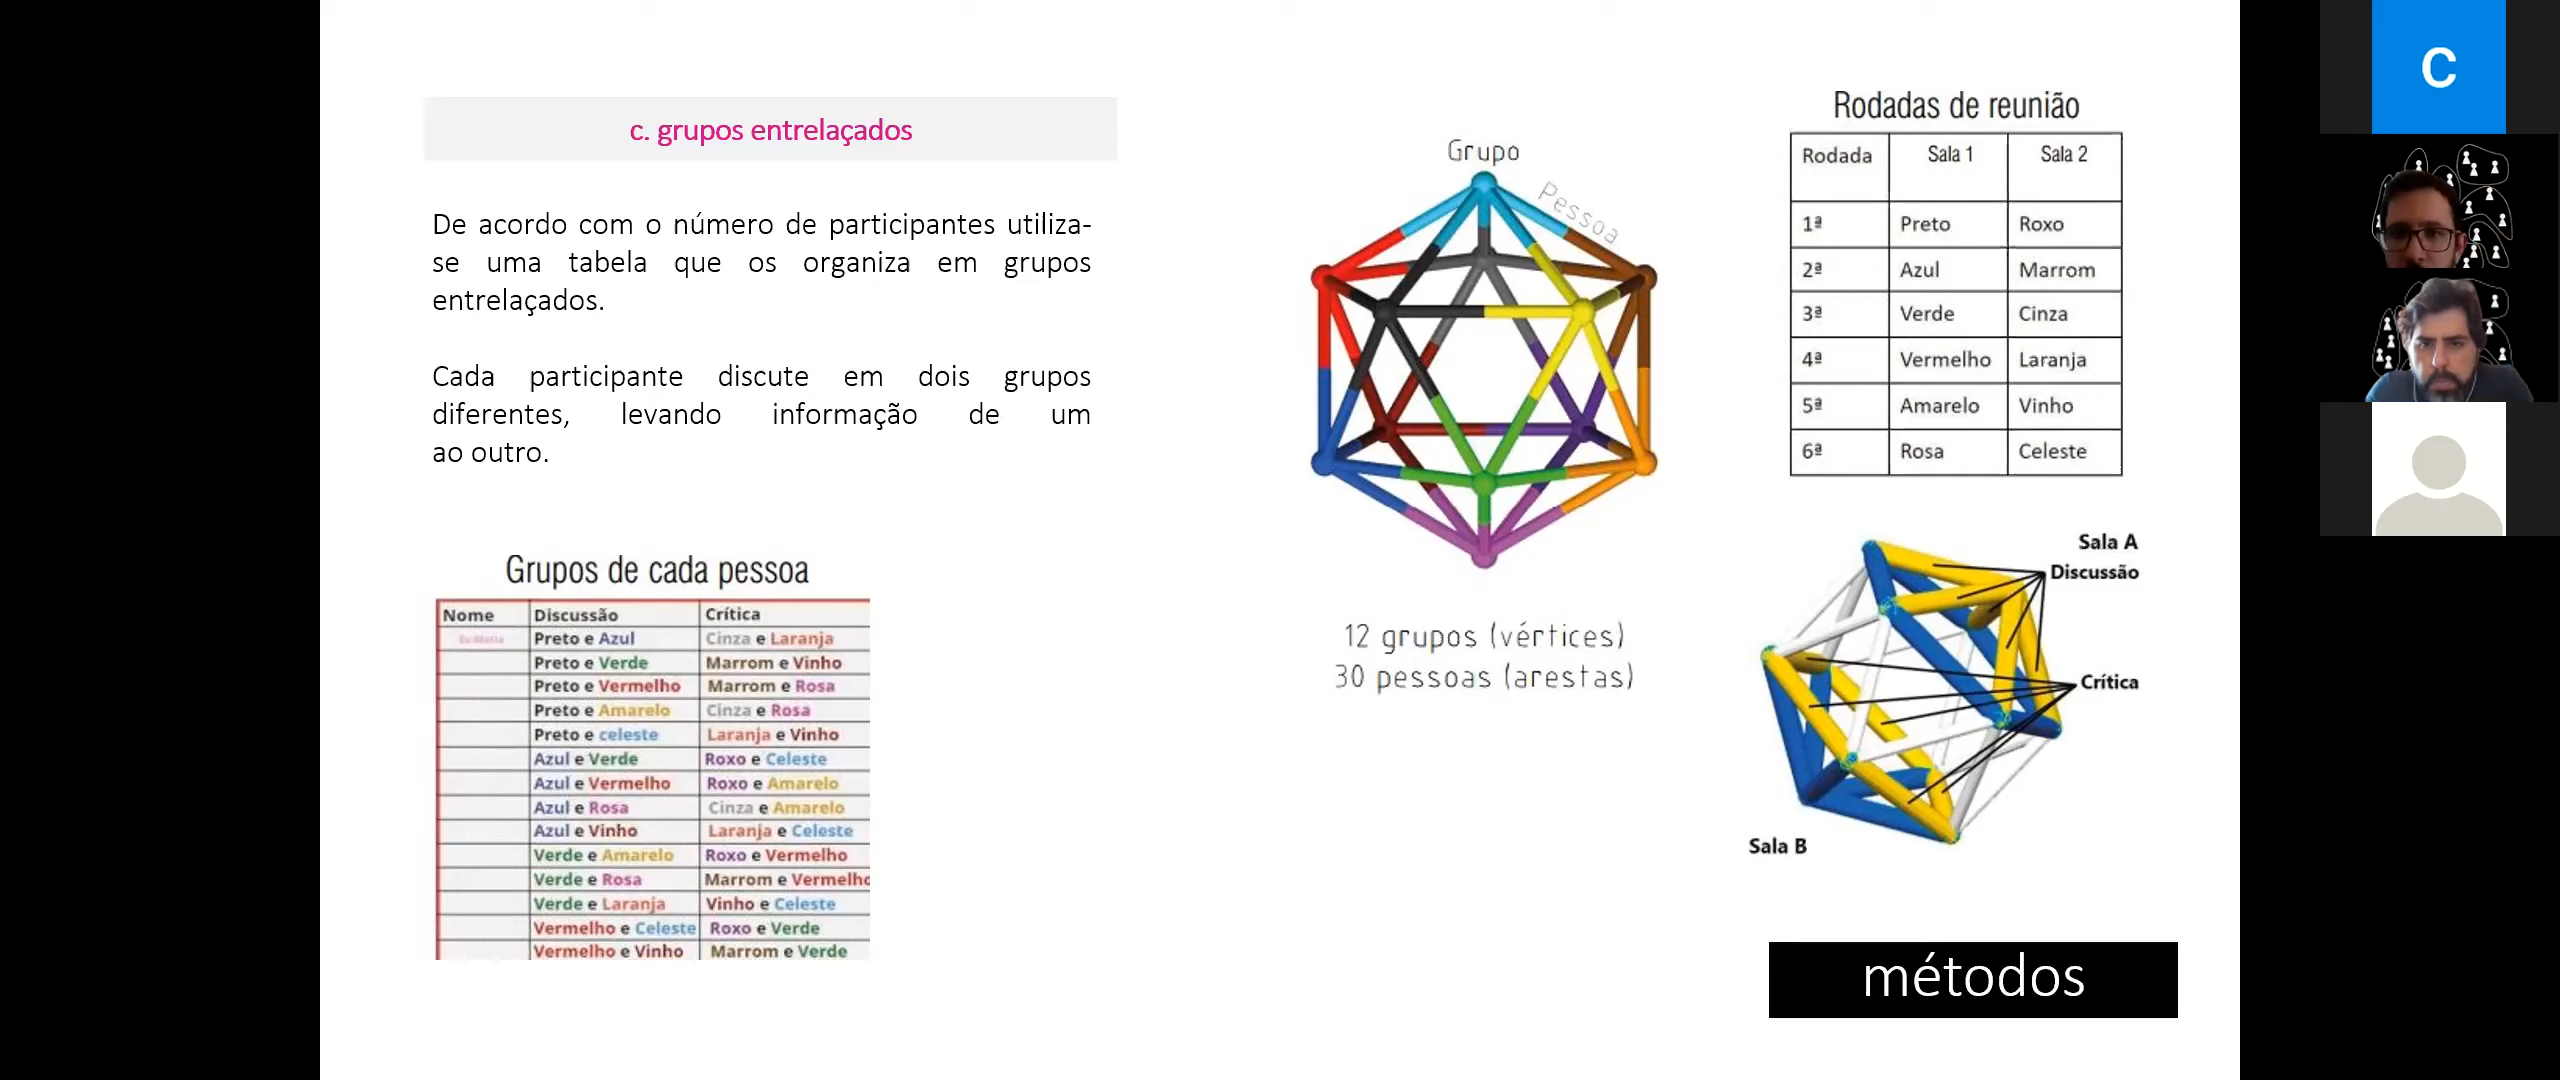 c. grupos entrelaçados
De acordo com o número de participantes utiliza-
se uma tabela que os organiza em grupos
entrelaçados.
Cada participante discute em dois grupos
diferentes, levando informação de um
ao outro.
Grupos de cada pessoa
Nome Discussão Crítica
Preto e Azul Cinza e Laranja
Preto e Verde Marrom e Vinho
Preto e Vermelho Marrom e Rosa
Preto e Amarelo Cinza e Rosa
Preto e celeste Laranja e Vinho
Azul e Verde Roxo e Celeste
Azul e Vermelho Roxo e Amarelo
Azul e Rosa Cinza e Amarelo
Azul e Vinho Laranja e Celeste
Verde e Amarelo Roxo e Vermelho
Verde e Rosa Marrom e Vermelho
Verde e Laranja Vinho e Celeste
Vermelho e Celeste Roxo e Verde
Vermelho e Vinho Marrom e Verde
Grupo
Pessoa
12 grupos (vértices)
30 pessoas (arestas)
Rodadas de reunião
Rodada Sala 1 Sala 2
1ª Preto Roxo
2ª Azul Marrom
3ª Verde Cinza
4ª Vermelho Laranja
5ª Amarelo Vinho
6ª Rosa Celeste
Sala A
Discussão
Crítica
Sala B
métodos
C